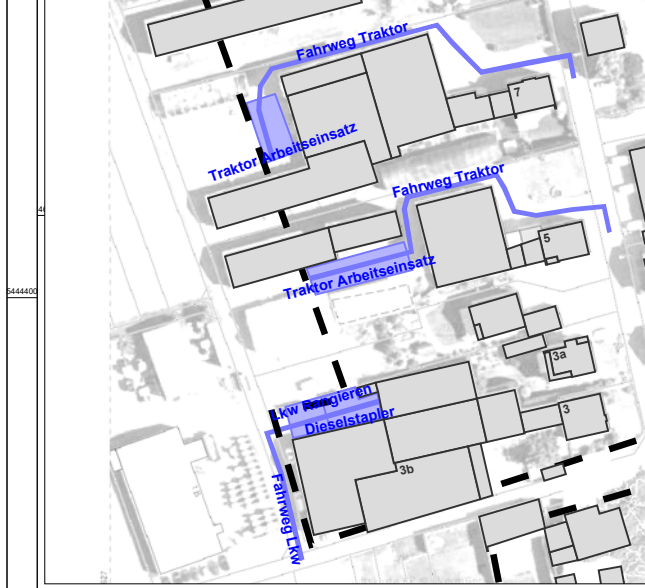 Fahrweg Traktor
7
Traktor Arbeitseinsatz
Fahrweg Traktor
5
Traktor Arbeitseinsatz
5444400
3a
Lkw Rangieren
Dieselstapler
3
3b
Fahrweg Lkw